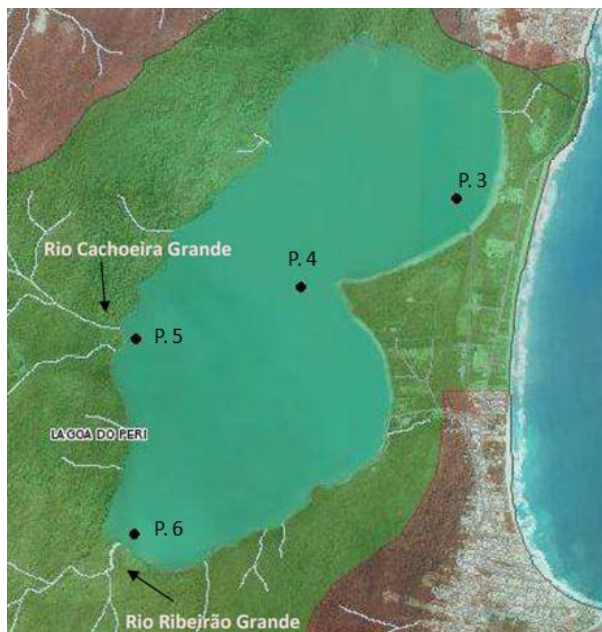 P. 3
Rio Cachoeira Grande
P. 4
P. 5
LAGOA DO PERI
P. 6
Rio Ribeirão Grande